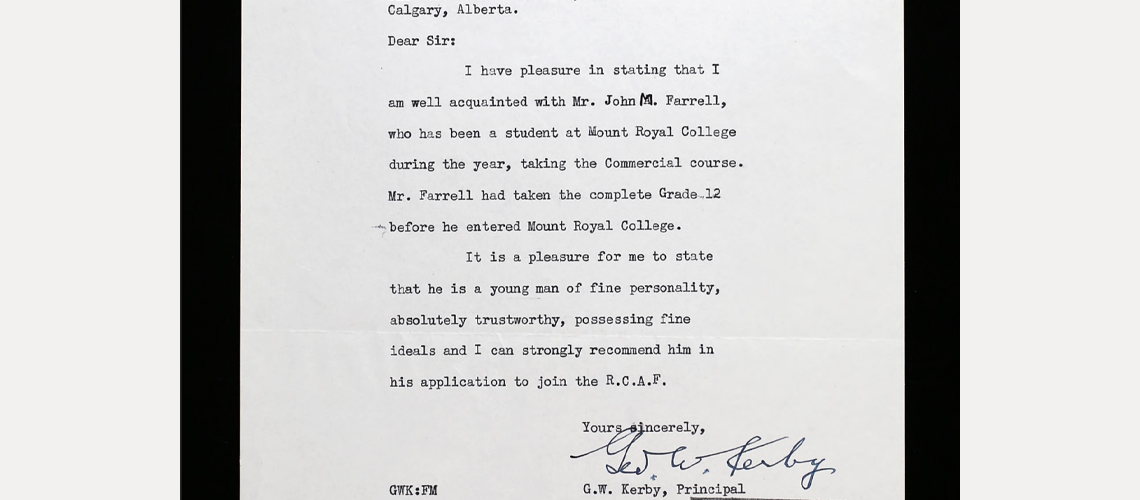 Calgary, Alberta.
Dear Sir:
I have pleasure in stating that I
am well acquainted with Mr. John M. Farrell,
who has been a student at Mount Royal College
during the year, taking the Commercial course.
Mr. Farrell had taken the complete Grade 12
before he entered Mount Royal College.
It is a pleasure for me to state
that he is a young man of fine personality,
absolutely trustworthy, possessing fine
ideals and I can strongly recommend him in
his application to join the R.C.A.F.
Yours sincerely,
Geo. W. Kerby
G.W. Kerby, Principal
GWK:FM